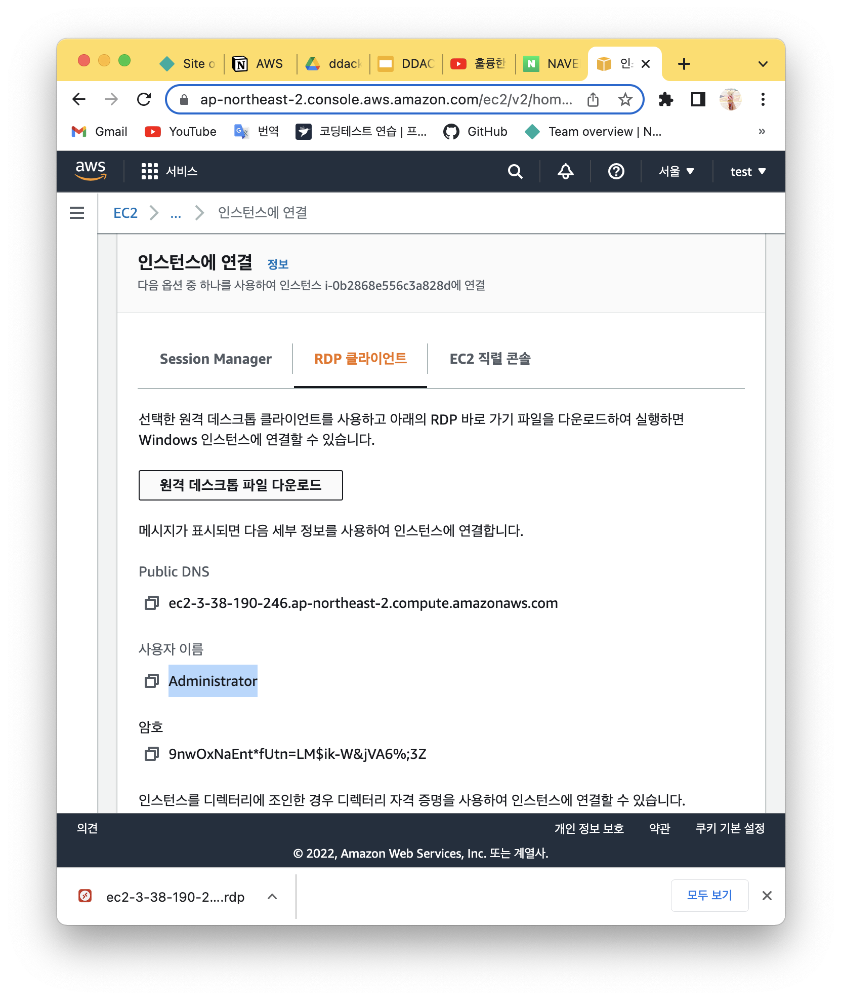 Site o
AWS
ddack
DDAC
훌륭한
NAVE
인
ap-northeast-2.console.aws.amazon.com/ec2/v2/hom...
Gmail
YouTube
번역
코딩테스트 연습 | 프...
GitHub
Team overview | N...
»
aws
서비스
서울
test
EC2
...
인스턴스에 연결
인스턴스에 연결 정보
다음 옵션 중 하나를 사용하여 인스턴스 i-0b2868e556c3a828d에 연결
Session Manager
RDP 클라이언트
EC2 직렬 콘솔
선택한 원격 데스크톱 클라이언트를 사용하고 아래의 RDP 바로 가기 파일을 다운로드하여 실행하면
Windows 인스턴스에 연결할 수 있습니다.
원격 데스크톱 파일 다운로드
메시지가 표시되면 다음 세부 정보를 사용하여 인스턴스에 연결합니다.
Public DNS
ec2-3-38-190-246.ap-northeast-2.compute.amazonaws.com
사용자 이름
Administrator
암호
9nwOxNaEnt*fUtn=LM$ik-W&jVA6%;3Z
인스턴스를 디렉터리에 조인한 경우 디렉터리 자격 증명을 사용하여 인스턴스에 연결할 수 있습니다.
의견
개인 정보 보호
약관
쿠키 기본 설정
© 2022, Amazon Web Services, Inc. 또는 계열사.
ec2-3-38-190-2....rdp
모두 보기